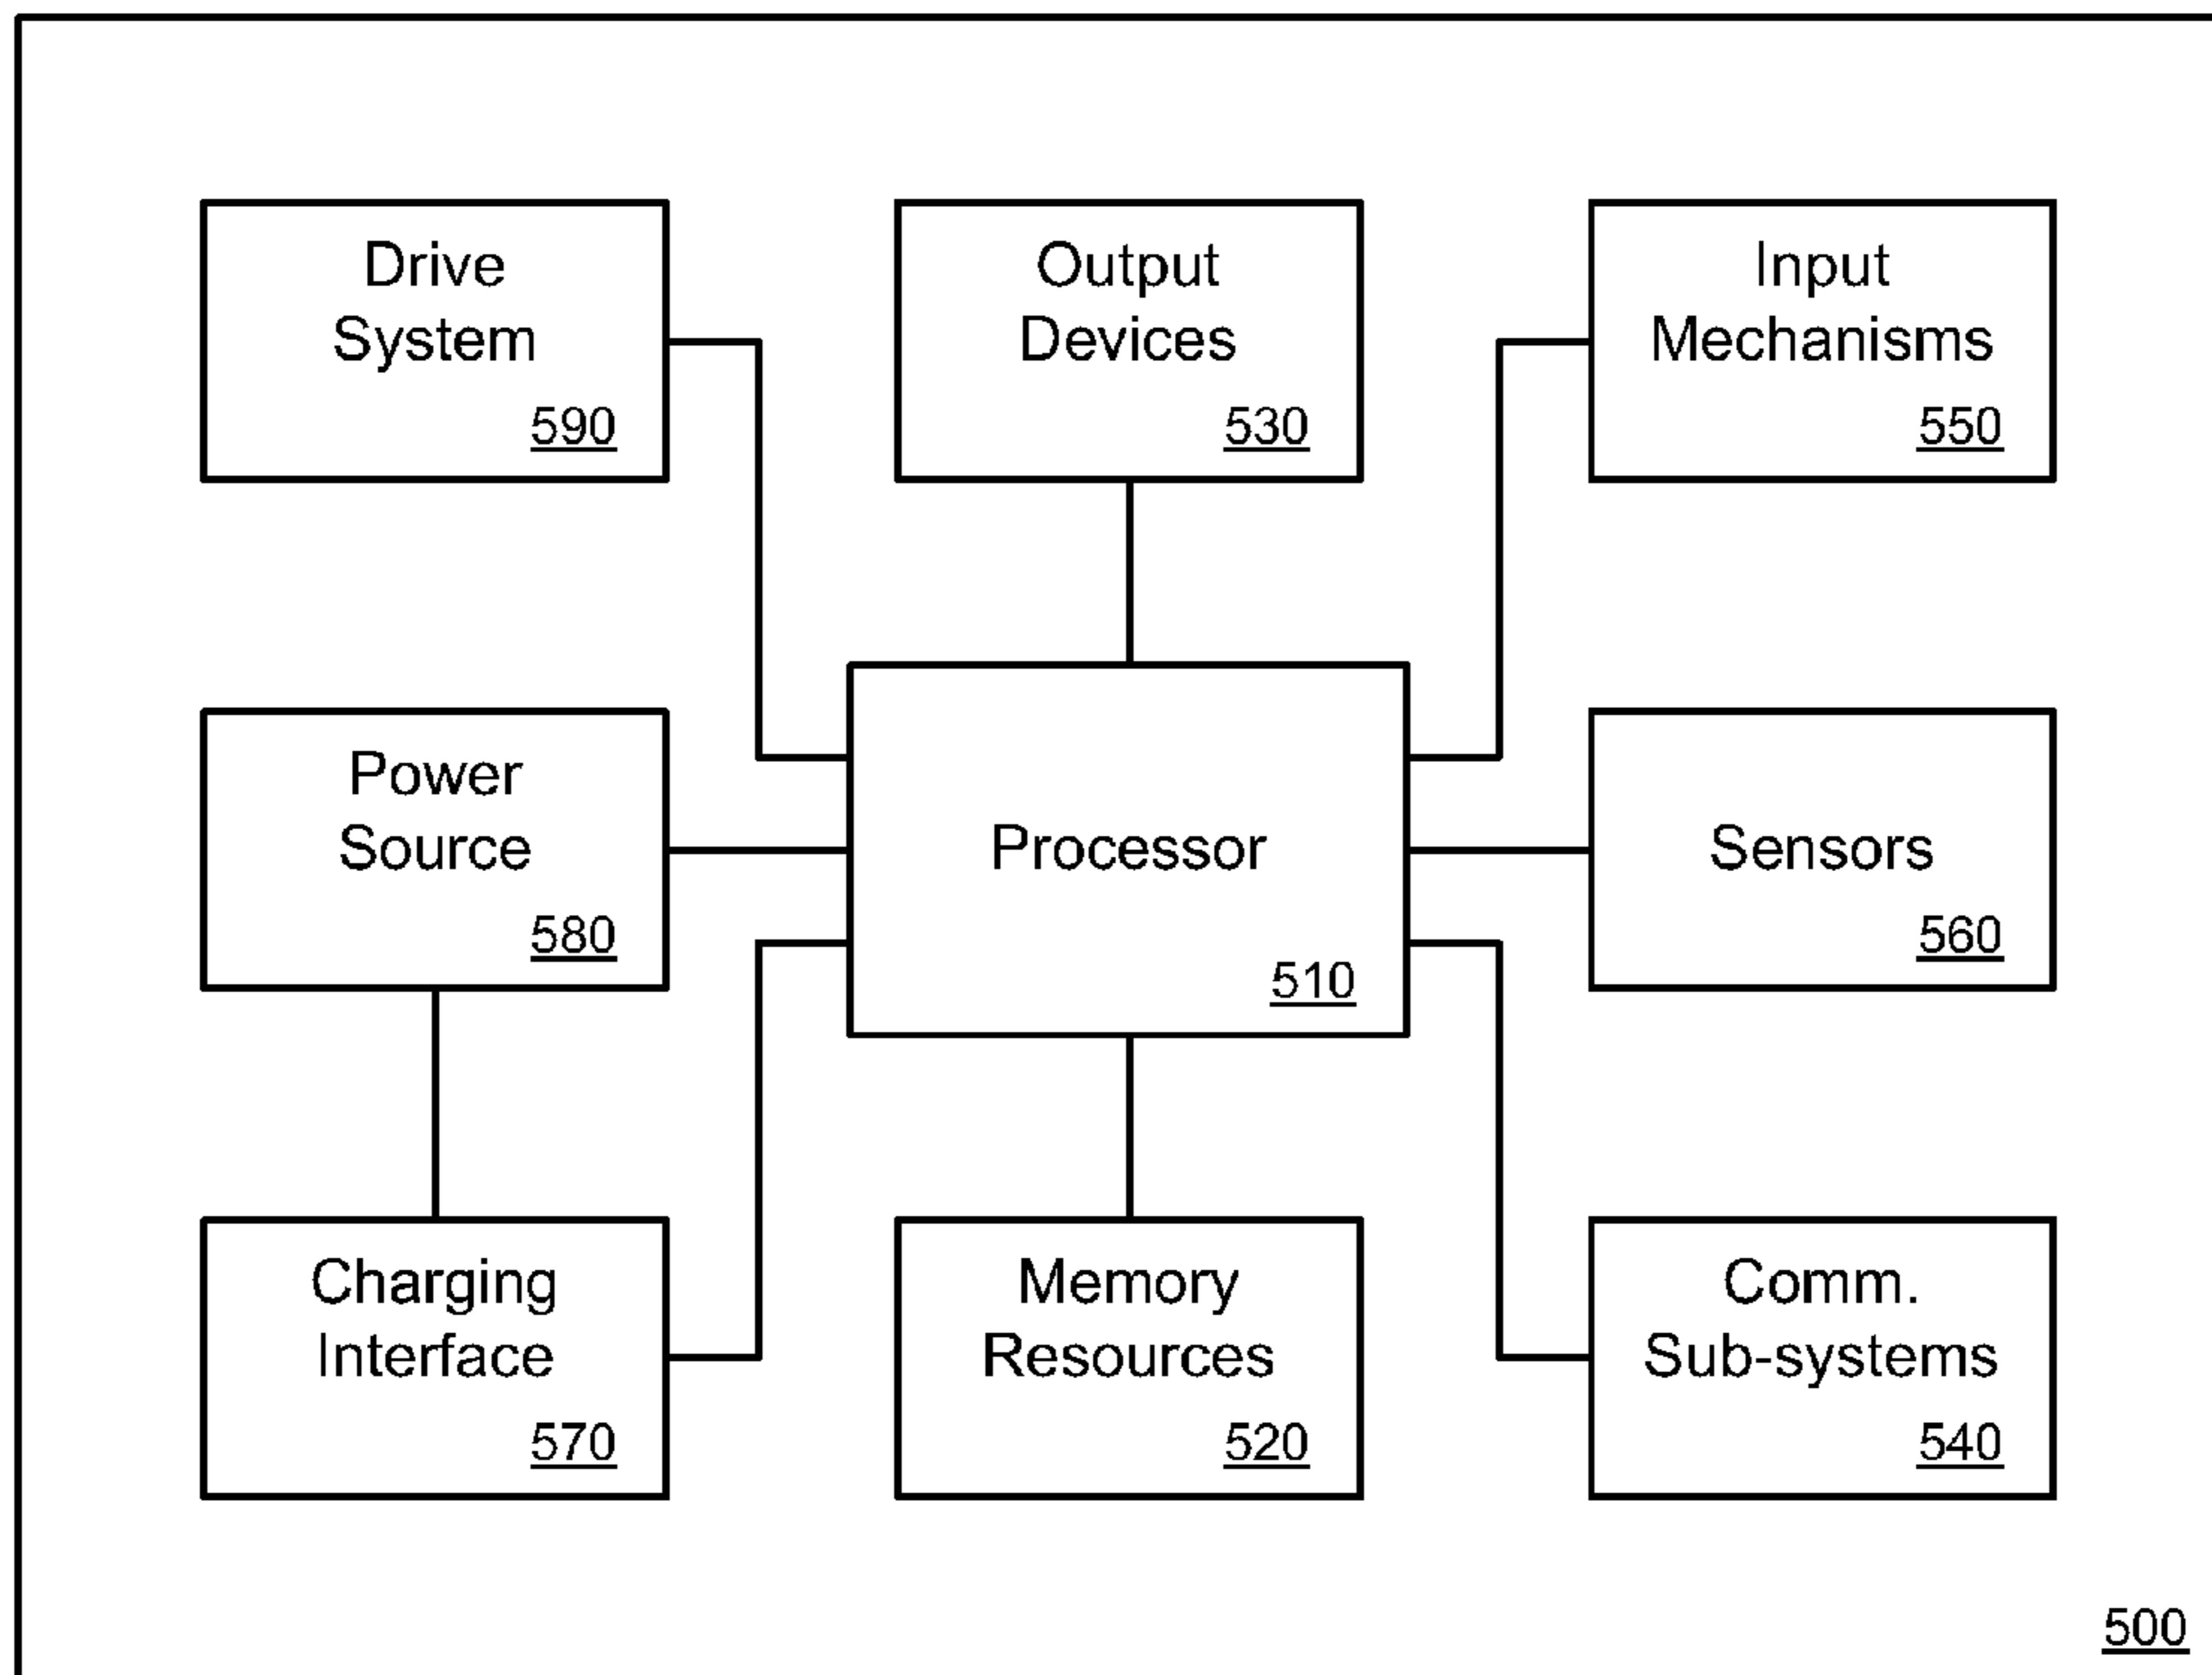 Drive
System
590
Output
Devices
530
Input
Mechanisms
550
Power
Source
580
Processor
510
Sensors
560
Charging
Interface
570
Memory
Resources
520
Comm.
Sub-systems
540
500